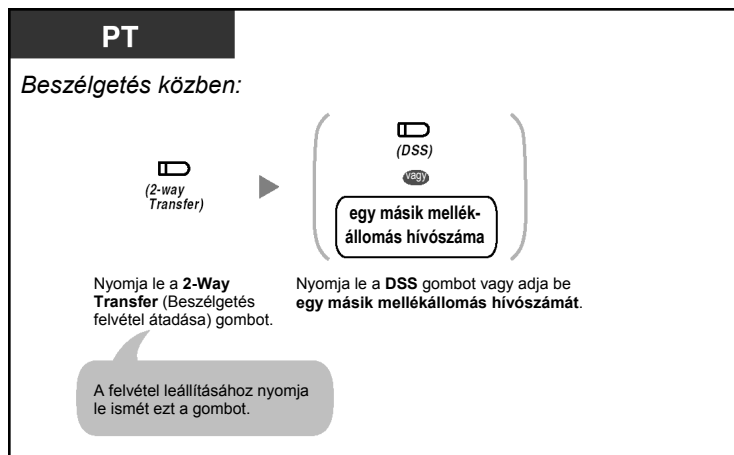 PT
Beszélgetés közben:
(2-way
Transfer)
(DSS)
vagy
egy másik mellék-
állomás hívószáma
Nyomja le a 2-Way
Transfer (Beszélgetés
felvétel átadása) gombot.
Nyomja le a DSS gombot vagy adja be
egy másik mellékállomás hívószámát.
A felvétel leállításához nyomja
le ismét ezt a gombot.